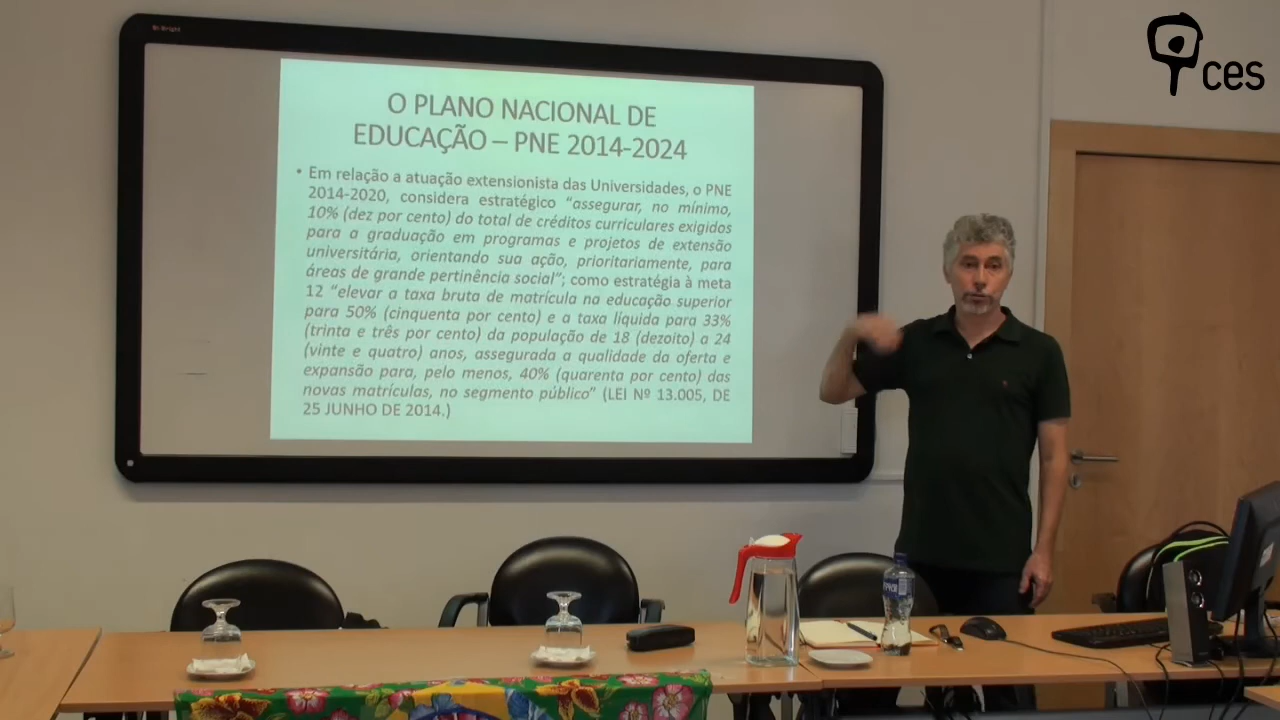 ces
O PLANO NACIONAL DE
EDUCAÇÃO – PNE 2014-2024
• Em relação a atuação extensionista das Universidades, o PNE
2014-2020, considera estratégico “assegurar, no mínimo,
10% (dez por cento) do total de créditos curriculares exigidos
para a graduação em programas e projetos de extensão
universitária, orientando sua ação, prioritariamente, para
áreas de grande pertinência social”; como estratégia à meta
12 “elevar a taxa bruta de matrícula na educação superior
para 50% (cinquenta por cento) e a taxa líquida para 33%
(trinta e três por cento) da população de 18 (dezoito) a 24
(vinte e quatro) anos, assegurada a qualidade da oferta e
expansão para, pelo menos, 40% (quarenta por cento) das
novas matrículas, no segmento público” (LEI Nº 13.005, DE
25 JUNHO DE 2014.)